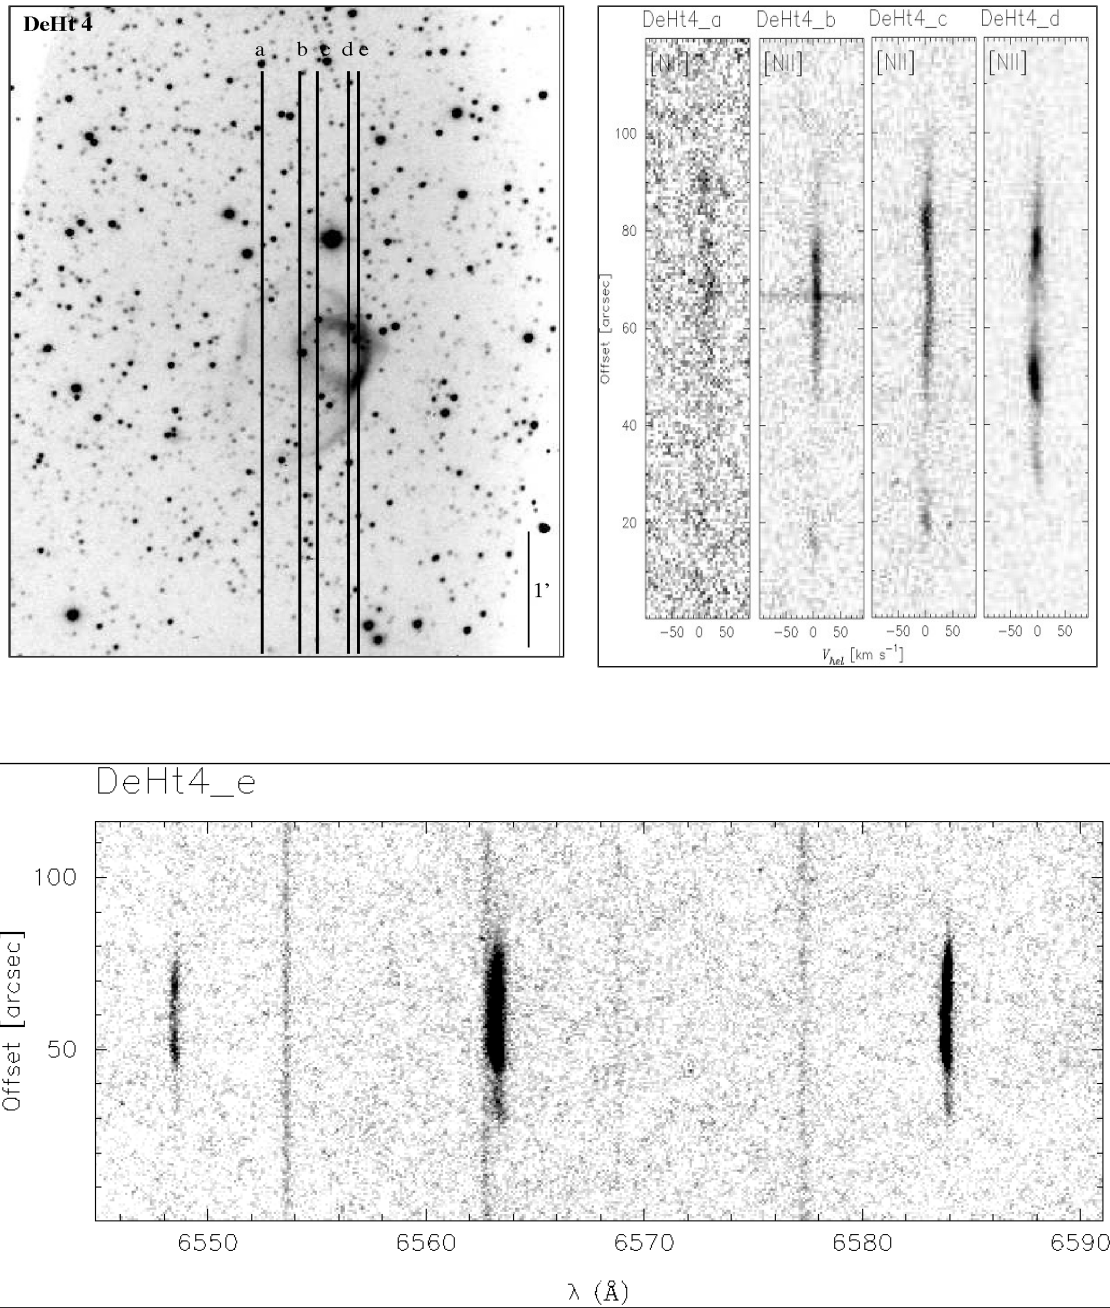 DeHt 4
a b c d e
1'
DeHt4_a DeHt4_b DeHt4_c DeHt4_d
[NII] [NII] [NII] [NII]
100
80
60
40
20
Offset [arcsec]
−50 0 50 −50 0 50 −50 0 50 −50 0 50
V_hel [km s⁻¹]
DeHt4_e
100
50
Offset [arcsec]
6550 6560 6570 6580 6590
λ (Å)